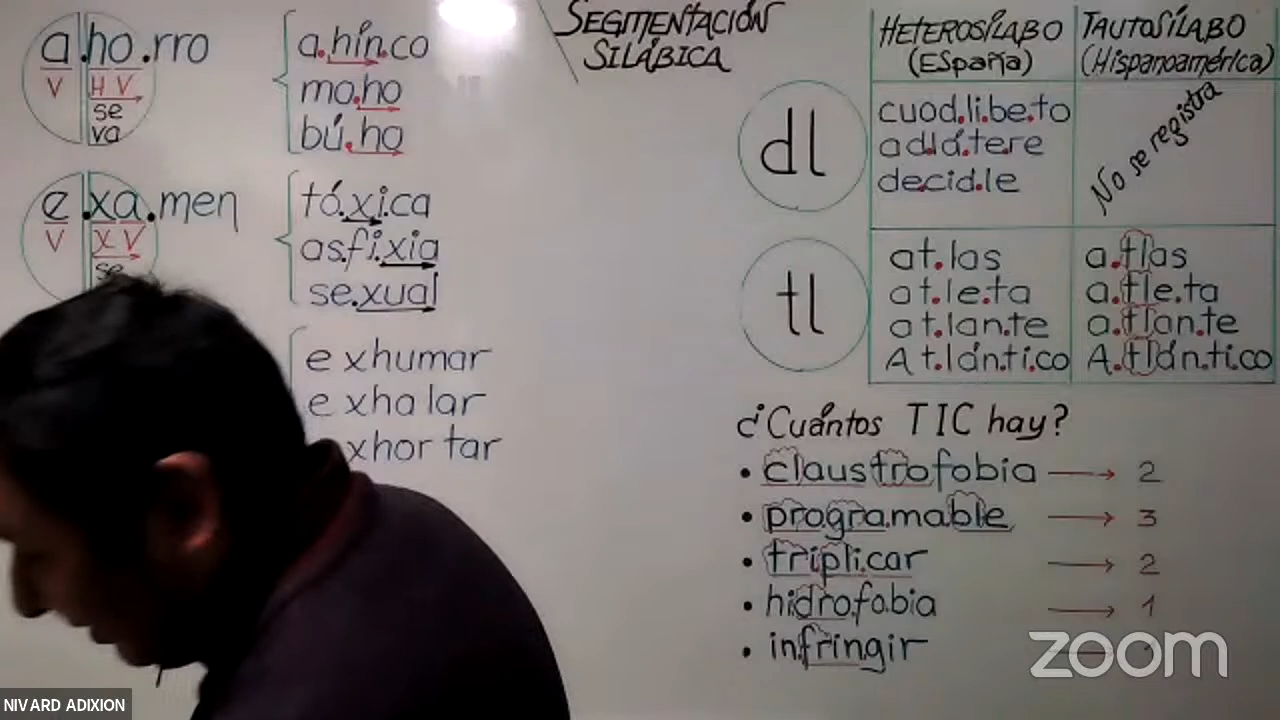 a.ho.rro
V
H V
se
va
a.hín.co
mo.ho
bú.ho
e.xa.men
V
X V
se
tó.xi.ca
as.fi.xia
se.xual
e xhumar
e xha lar
xhor tar
SEGMENTACIÓN
SILÁBICA
HETEROSÍLABO
(España)
TAUTOSÍLABO
(Hispanoamérica)
dl
cuod.li.be.to
ad.lá.te.re
de.cid.le
No se registra
tl
at.las
at.le.ta
at.lan.te
At.lán.ti.co
a.tlas
a.tle.ta
a.tlan.te
A.tlán.ti.co
¿Cuántos TIC hay?
• claustrofobia → 2
• programable → 3
• triplicar → 2
• hidrofobia → 1
• infringir
zoom
NIVARD ADIXION